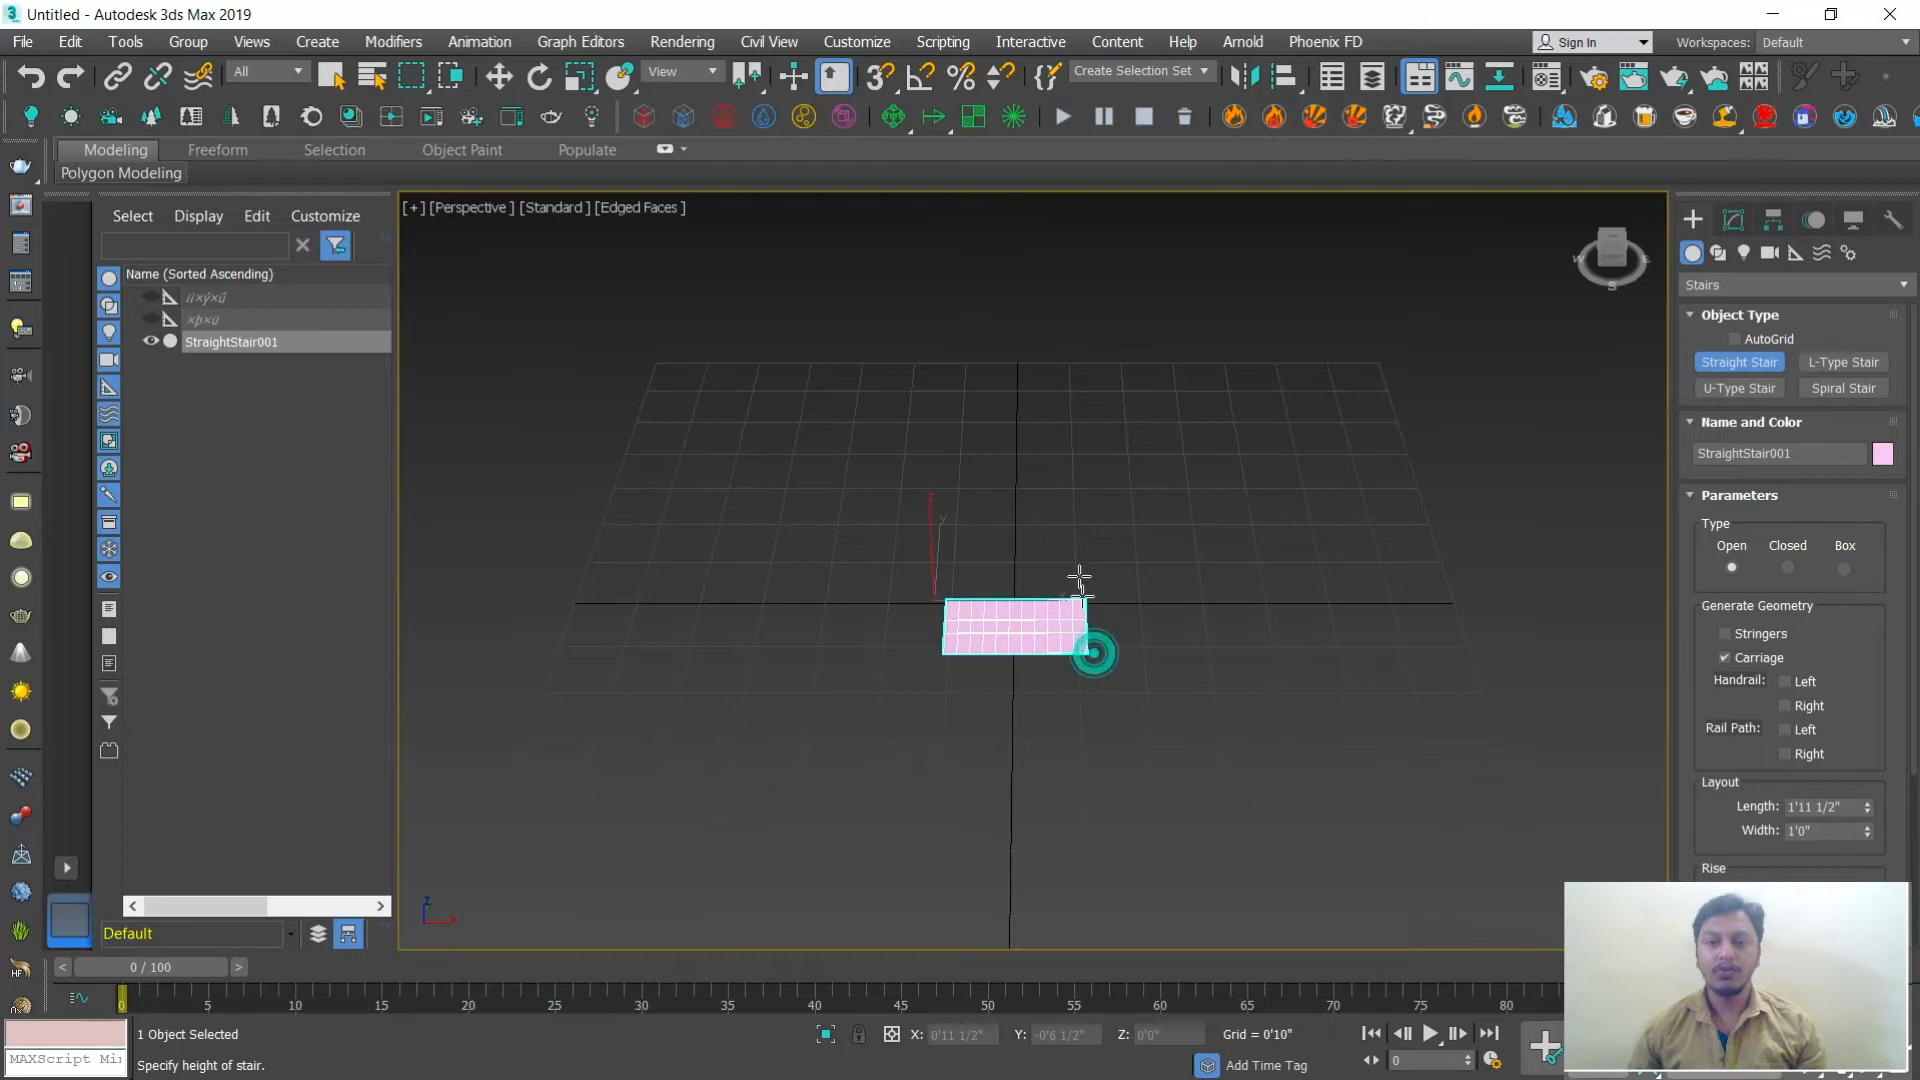 Untitled - Autodesk 3ds Max 2019
File Edit Tools Group Views Create Modifiers Animation Graph Editors Rendering Civil View Customize Scripting Interactive Content Help Arnold Phoenix FD Sign In Workspaces: Default
All View Create Selection Set
Modeling Freeform Selection Object Paint Populate
Polygon Modeling
Select Display Edit Customize
[+] [Perspective] [Standard] [Edged Faces]
Name (Sorted Ascending)
StraightStair001
Stairs
Object Type
AutoGrid
Straight Stair L-Type Stair
U-Type Stair Spiral Stair
Name and Color
StraightStair001
Parameters
Type
Open Closed Box
Generate Geometry
Stringers
Carriage
Handrail: Left
Right
Rail Path: Left
Right
Layout
Length: 1'11 1/2"
Width: 1'0"
Rise
W E
S
z
y
z
x
Default
< 0 / 100 >
0 5 10 15 20 25 30 35 40 45 50 55 60 65 70 75 80
1 Object Selected X: 0'11 1/2" Y: -0'6 1/2" Z: 0'0" Grid = 0'10"
MAXScript Mi
Specify height of stair. Add Time Tag 0